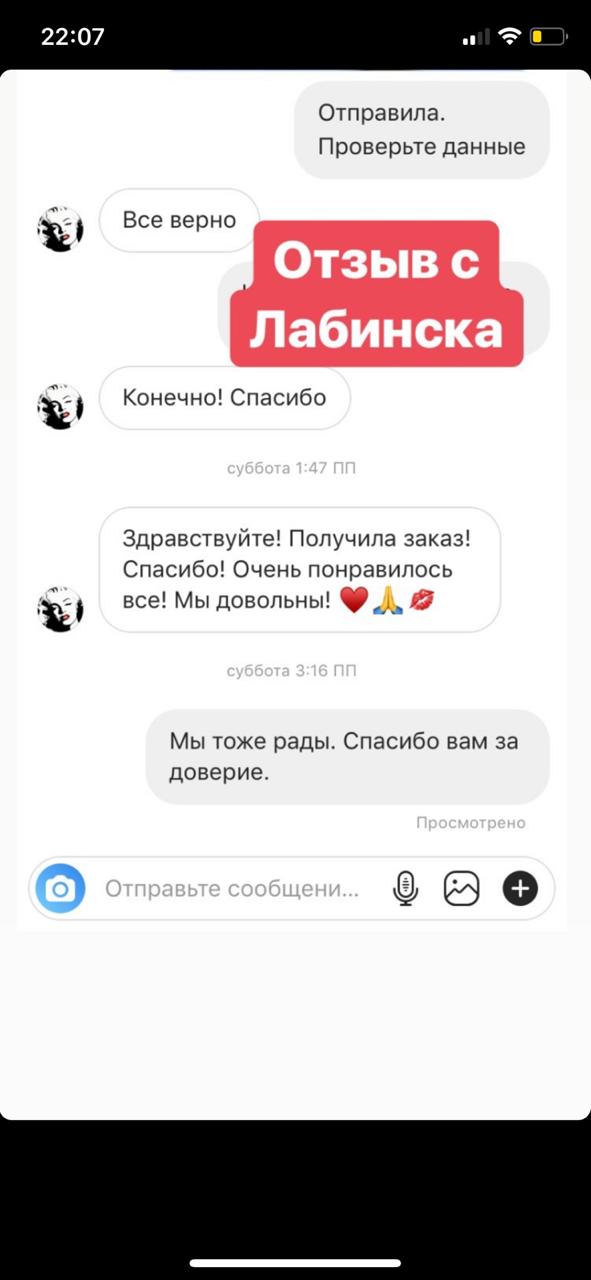 22:07
Отправила.
Проверьте данные
Все верно
Отзыв с
Лабинска
Конечно! Спасибо
суббота 1:47 ПП
Здравствуйте! Получила заказ!
Спасибо! Очень понравилось
все! Мы довольны! ❤️🙏💋
суббота 3:16 ПП
Мы тоже рады. Спасибо вам за
доверие.
Просмотрено
Отправьте сообщени...